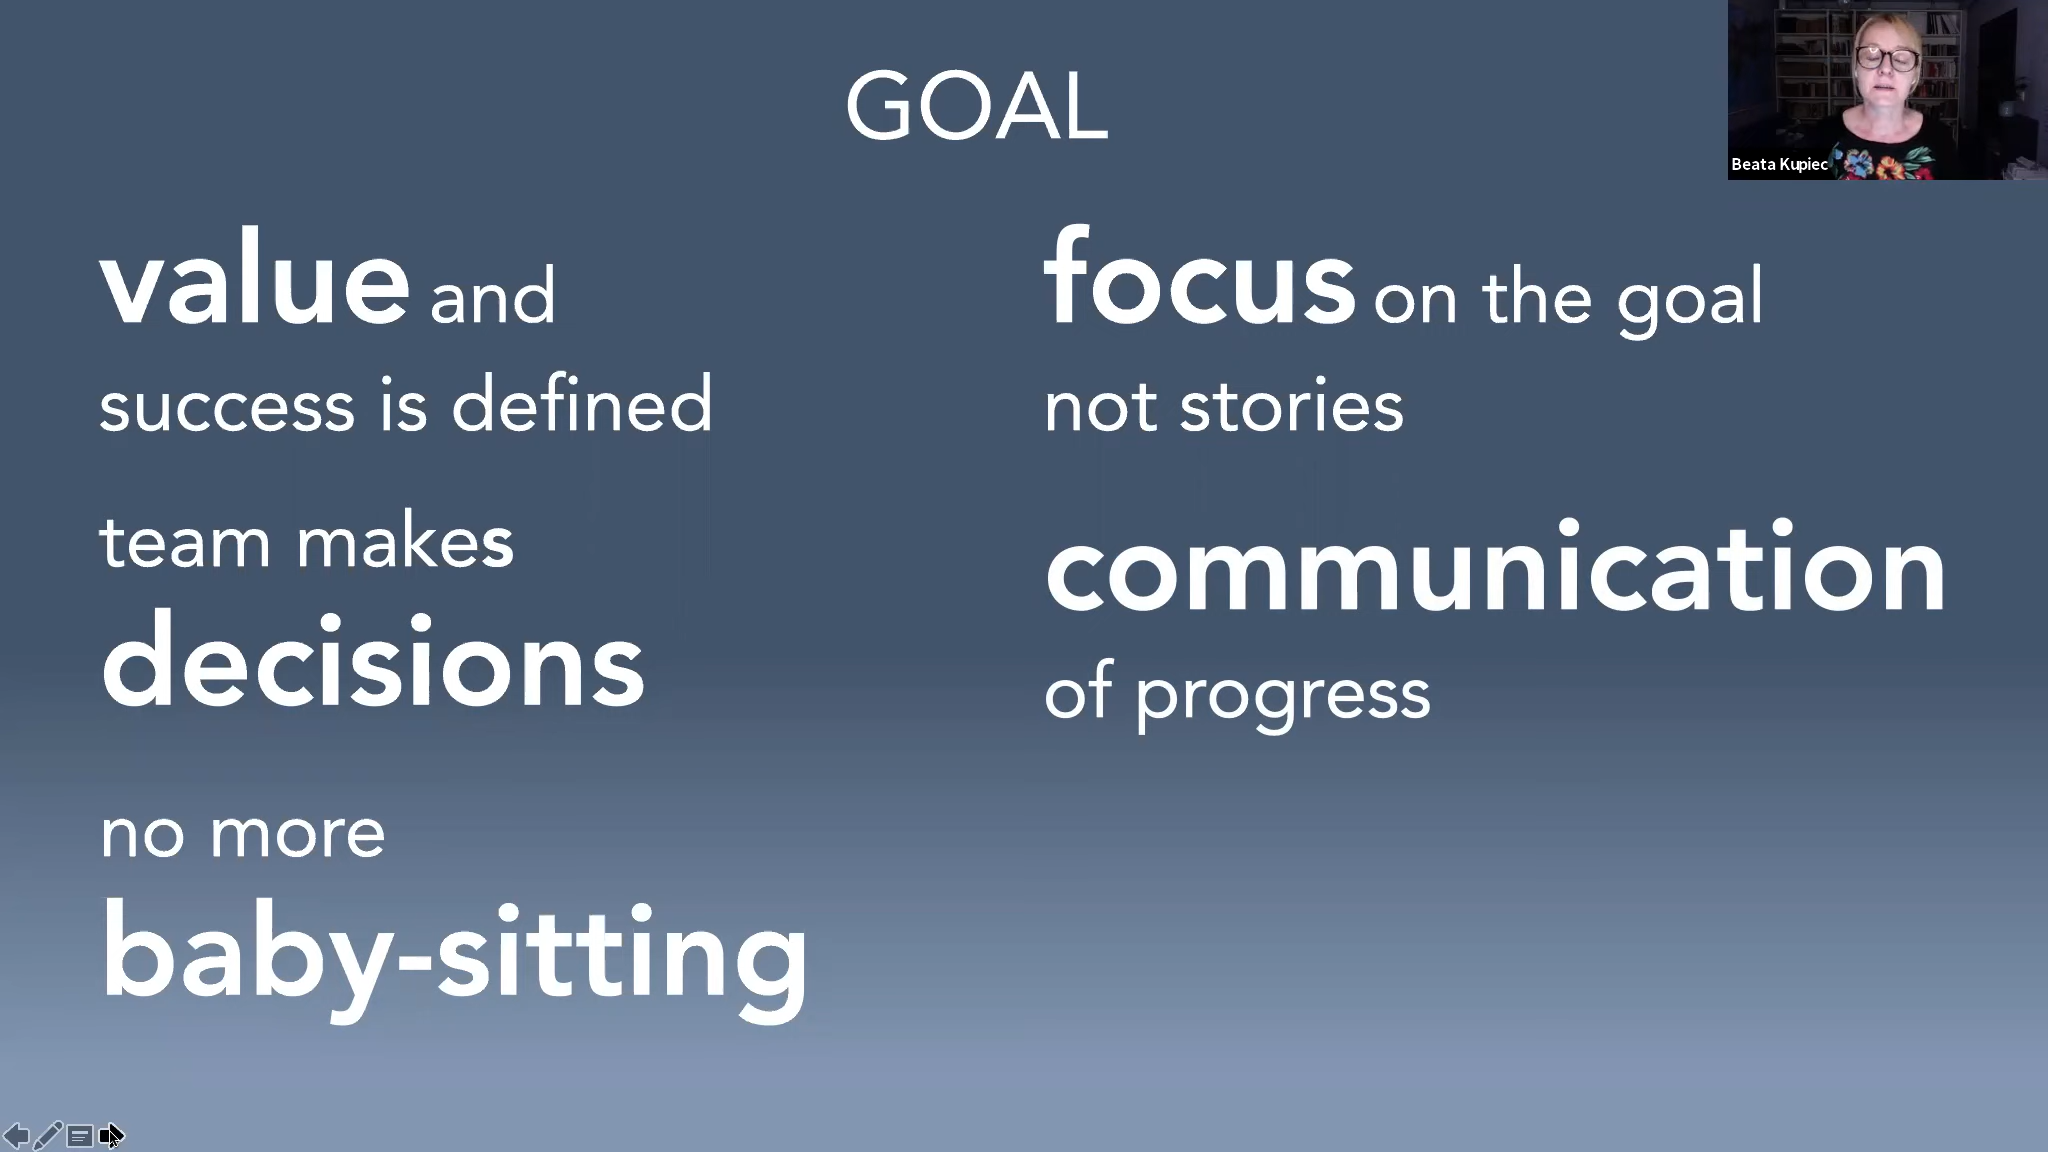 GOAL
Beata Kupiec
value and
success is defined
team makes
decisions
no more
baby-sitting
focus on the goal
not stories
communication
of progress